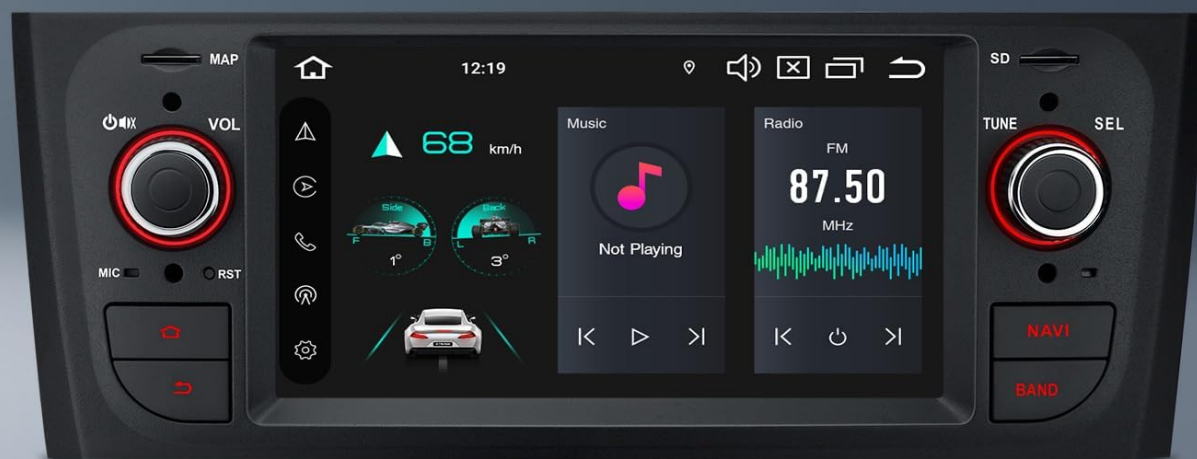 MAP
VOL
MIC
RST
12:19
68 km/h
Side
F B
1°
Back
L R
3°
Music
Not Playing
Radio
FM
87.50
MHz
SD
TUNE
SEL
NAVI
BAND